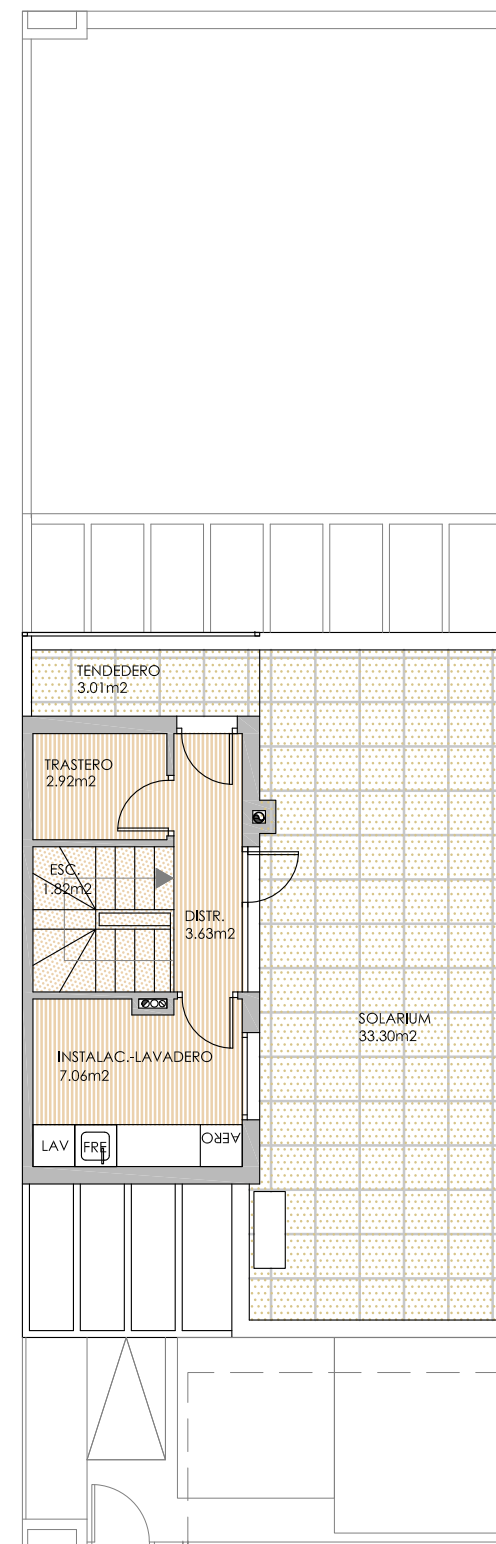 TENDEDERO
3.01m2
TRASTERO
2.92m2
ESC.
1.82m2
DISTR.
3.63m2
SOLARIUM
33.30m2
INSTALAC.-LAVADERO
7.06m2
LAV
FRE
AERO